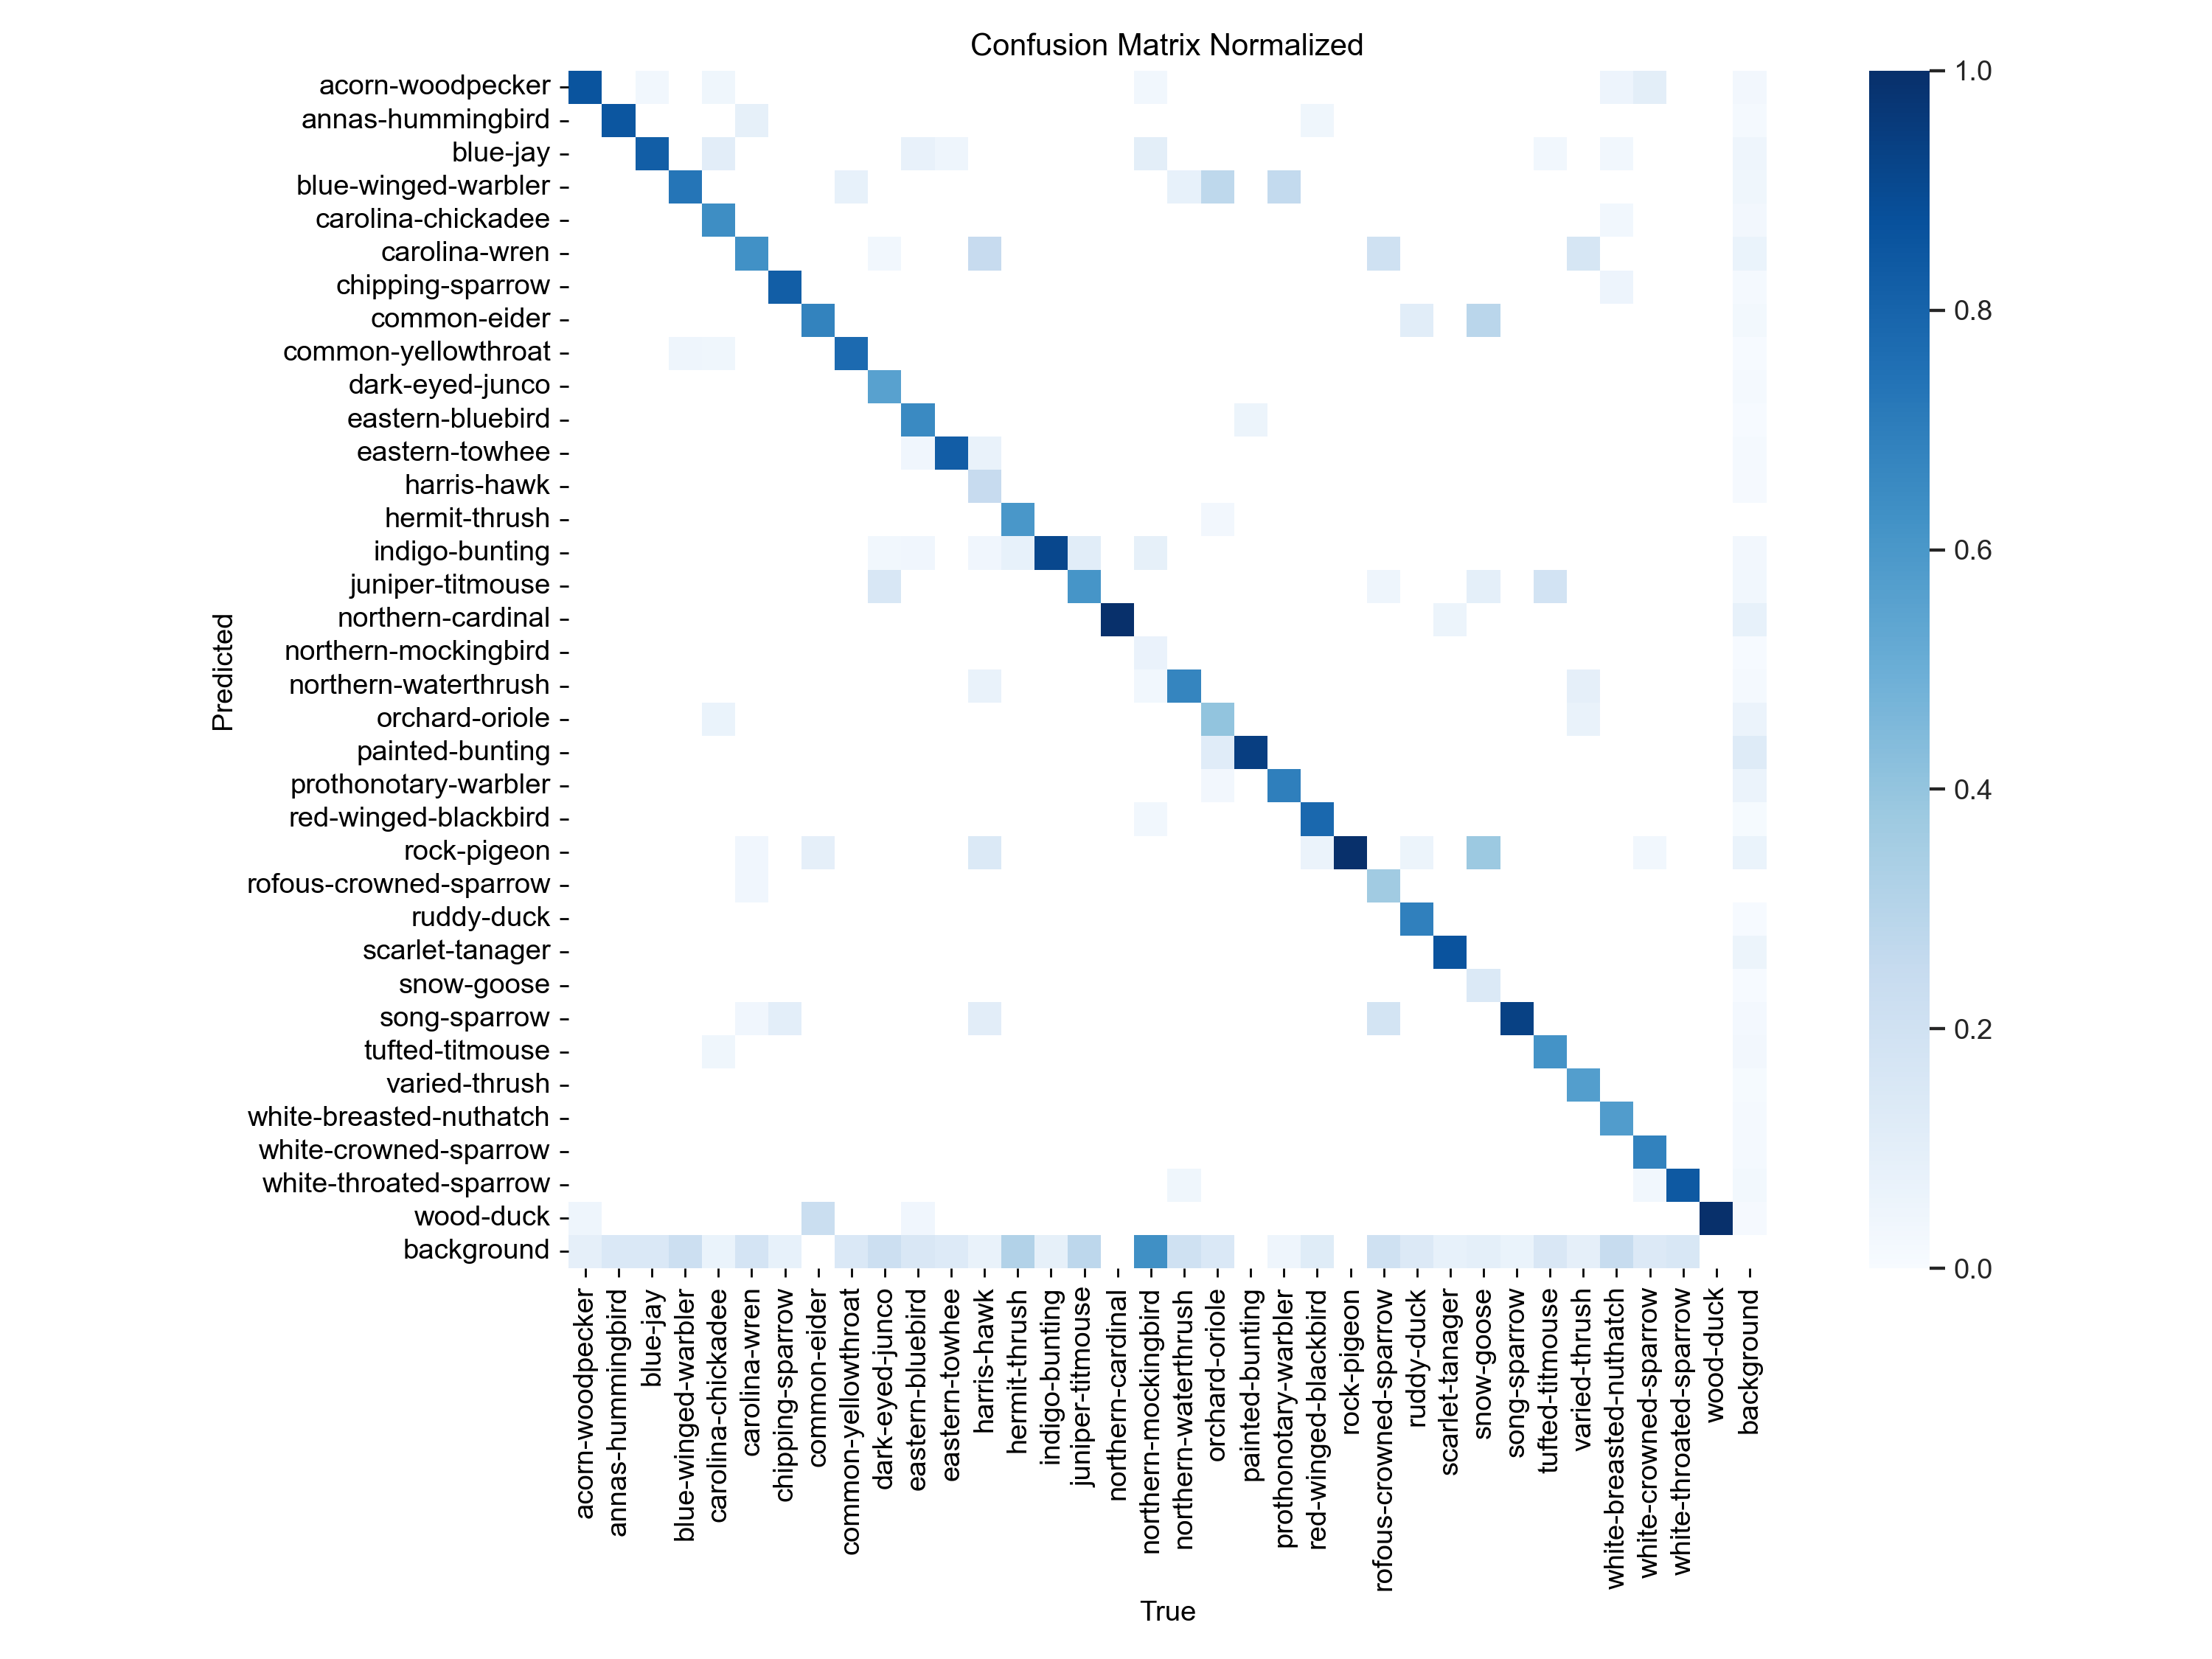 Confusion Matrix Normalized
acorn-woodpecker
annas-hummingbird
blue-jay
blue-winged-warbler
carolina-chickadee
carolina-wren
chipping-sparrow
common-eider
common-yellowthroat
dark-eyed-junco
eastern-bluebird
eastern-towhee
harris-hawk
hermit-thrush
indigo-bunting
juniper-titmouse
northern-cardinal
northern-mockingbird
northern-waterthrush
orchard-oriole
painted-bunting
prothonotary-warbler
red-winged-blackbird
rock-pigeon
rofous-crowned-sparrow
ruddy-duck
scarlet-tanager
snow-goose
song-sparrow
tufted-titmouse
varied-thrush
white-breasted-nuthatch
white-crowned-sparrow
white-throated-sparrow
wood-duck
background
Predicted
acorn-woodpecker
annas-hummingbird
blue-jay
blue-winged-warbler
carolina-chickadee
carolina-wren
chipping-sparrow
common-eider
common-yellowthroat
dark-eyed-junco
eastern-bluebird
eastern-towhee
harris-hawk
hermit-thrush
indigo-bunting
juniper-titmouse
northern-cardinal
northern-mockingbird
northern-waterthrush
orchard-oriole
painted-bunting
prothonotary-warbler
red-winged-blackbird
rock-pigeon
rofous-crowned-sparrow
ruddy-duck
scarlet-tanager
snow-goose
song-sparrow
tufted-titmouse
varied-thrush
white-breasted-nuthatch
white-crowned-sparrow
white-throated-sparrow
wood-duck
background
True
1.0
0.8
0.6
0.4
0.2
0.0